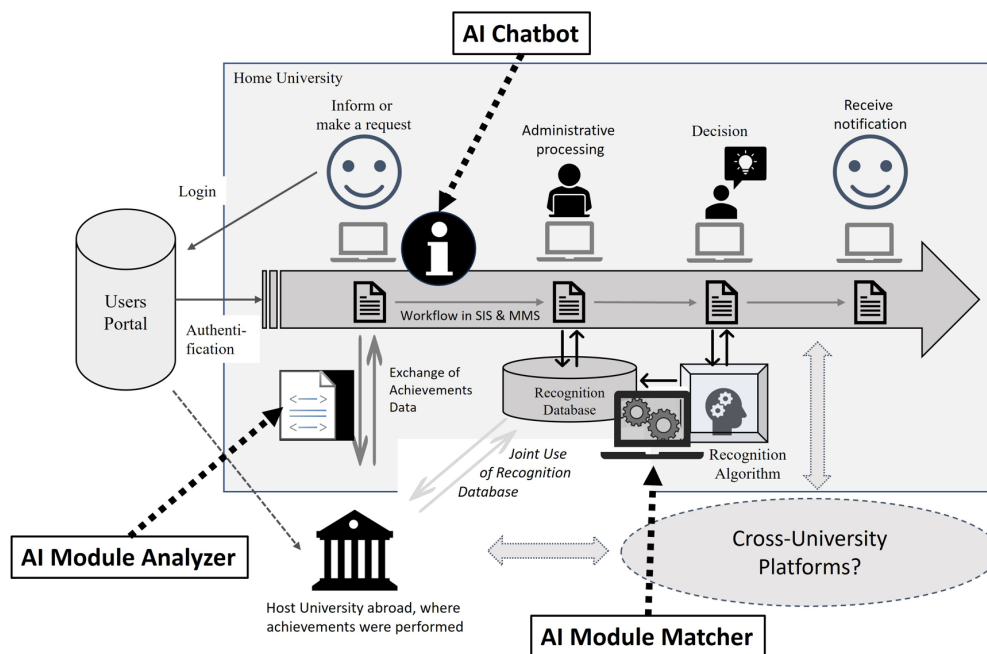 AI Chatbot
Home University
Inform or
make a request
Administrative
processing
Decision
Receive
notification
Login
i
Users
Portal
Authenti-
fication
Workflow in SIS & MMS
Exchange of
Achievements
Data
<-->
<-->
Recognition
Database
Recognition
Algorithm
Joint Use
of Recognition
Database
AI Module Analyzer
Cross-University
Platforms?
Host University abroad, where
achievements were performed
AI Module Matcher